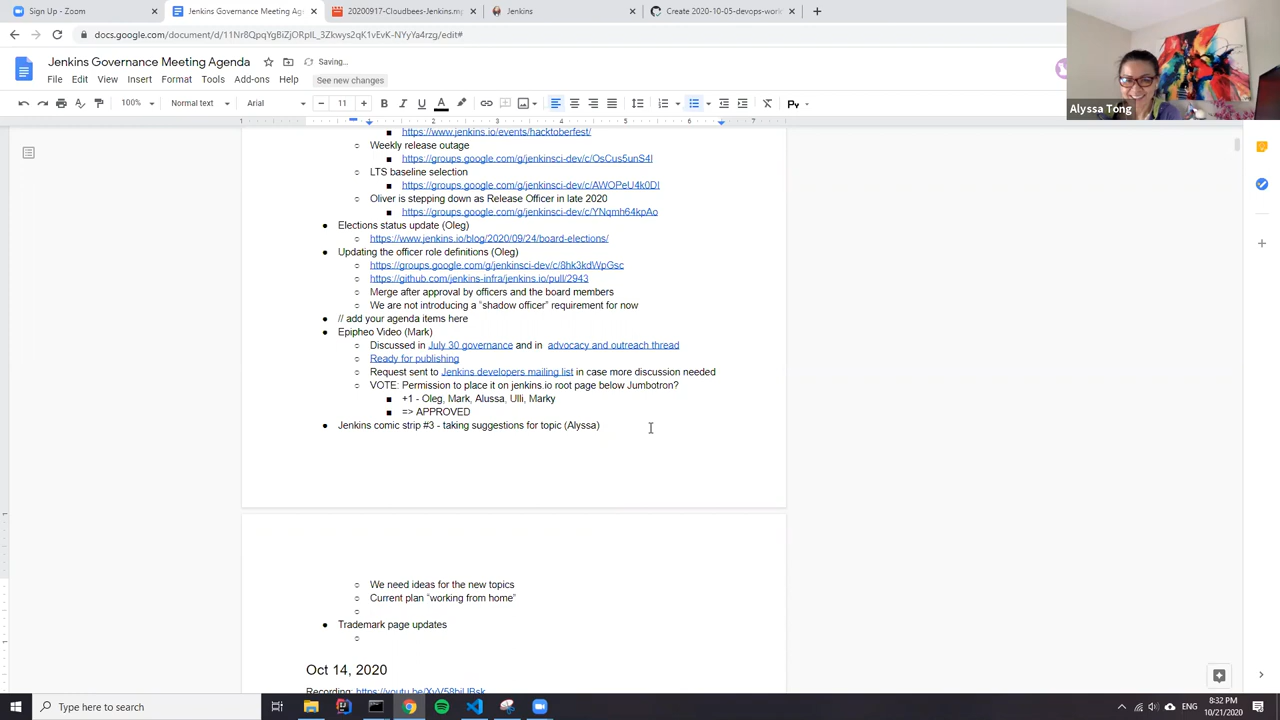 Sign Up - Zoom
Jenkins Governance Meeting Age
20200917-Cloudbees-Jenkins.mp
Jenkins
Create 2020-10-05-devops-work
docs.google.com/document/d/11Nr8QpqYgBiZjORpIL_3Zkwys2qK1vEvK-NYyYa4rzg/edit#
Jenkins Governance Meeting Agenda
Saving...
File Edit View Insert Format Tools Add-ons Help
See new changes
100% Normal text Arial 11
Alyssa Tong
https://www.jenkins.io/events/hacktoberfest/
Weekly release outage
https://groups.google.com/g/jenkinsci-dev/c/OsCus5unS4I
LTS baseline selection
https://groups.google.com/g/jenkinsci-dev/c/AWOPeU4k0DI
Oliver is stepping down as Release Officer in late 2020
https://groups.google.com/g/jenkinsci-dev/c/YNqmh64kpAo
Elections status update (Oleg)
https://www.jenkins.io/blog/2020/09/24/board-elections/
Updating the officer role definitions (Oleg)
https://groups.google.com/g/jenkinsci-dev/c/8hk3kdWpGsc
https://github.com/jenkins-infra/jenkins.io/pull/2943
Merge after approval by officers and the board members
We are not introducing a “shadow officer” requirement for now
// add your agenda items here
Epipheo Video (Mark)
Discussed in July 30 governance and in advocacy and outreach thread
Ready for publishing
Request sent to Jenkins developers mailing list in case more discussion needed
VOTE: Permission to place it on jenkins.io root page below Jumbotron?
+1 - Oleg, Mark, Alussa, Ulli, Marky
=> APPROVED
Jenkins comic strip #3 - taking suggestions for topic (Alyssa)
We need ideas for the new topics
Current plan “working from home”
Trademark page updates
Oct 14, 2020
Recording: https://youtu.be/XyV58hiUBsk
Type here to search
ENG
8:32 PM
10/21/2020